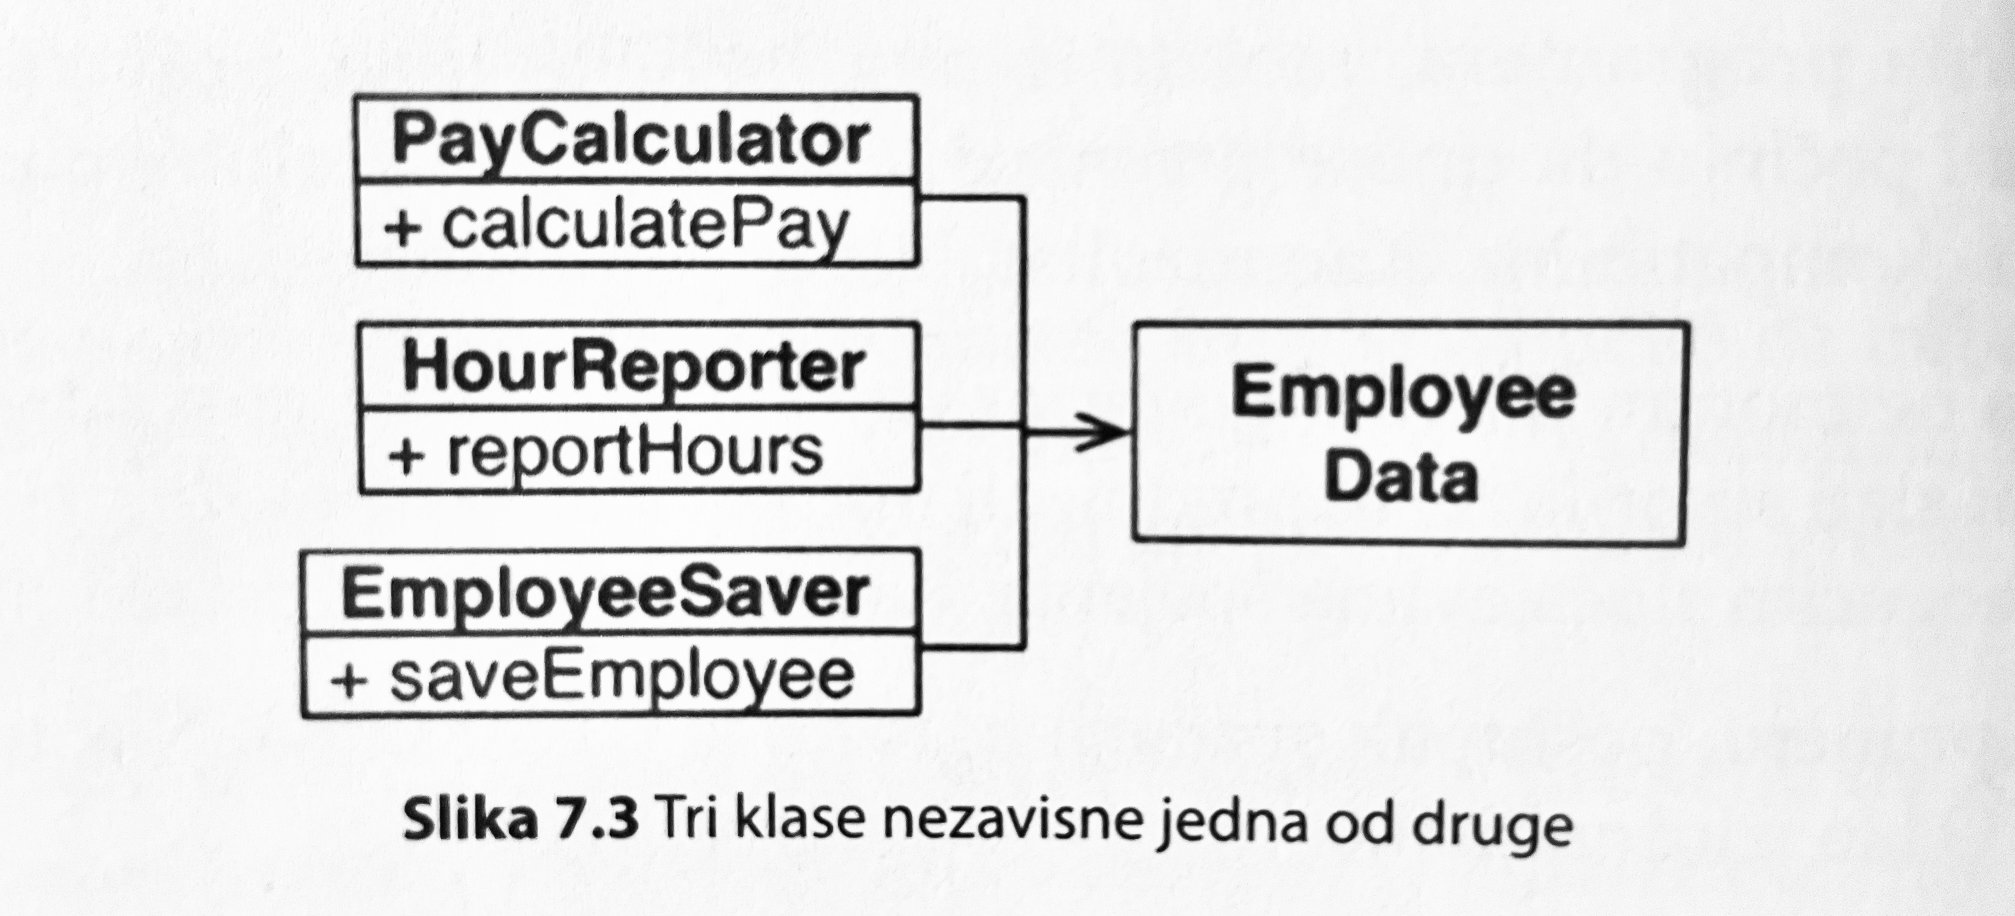 PayCalculator
+ calculatePay
HourReporter
+ reportHours
EmployeeSaver
+ saveEmployee
Employee
Data
Slika 7.3 Tri klase nezavisne jedna od druge